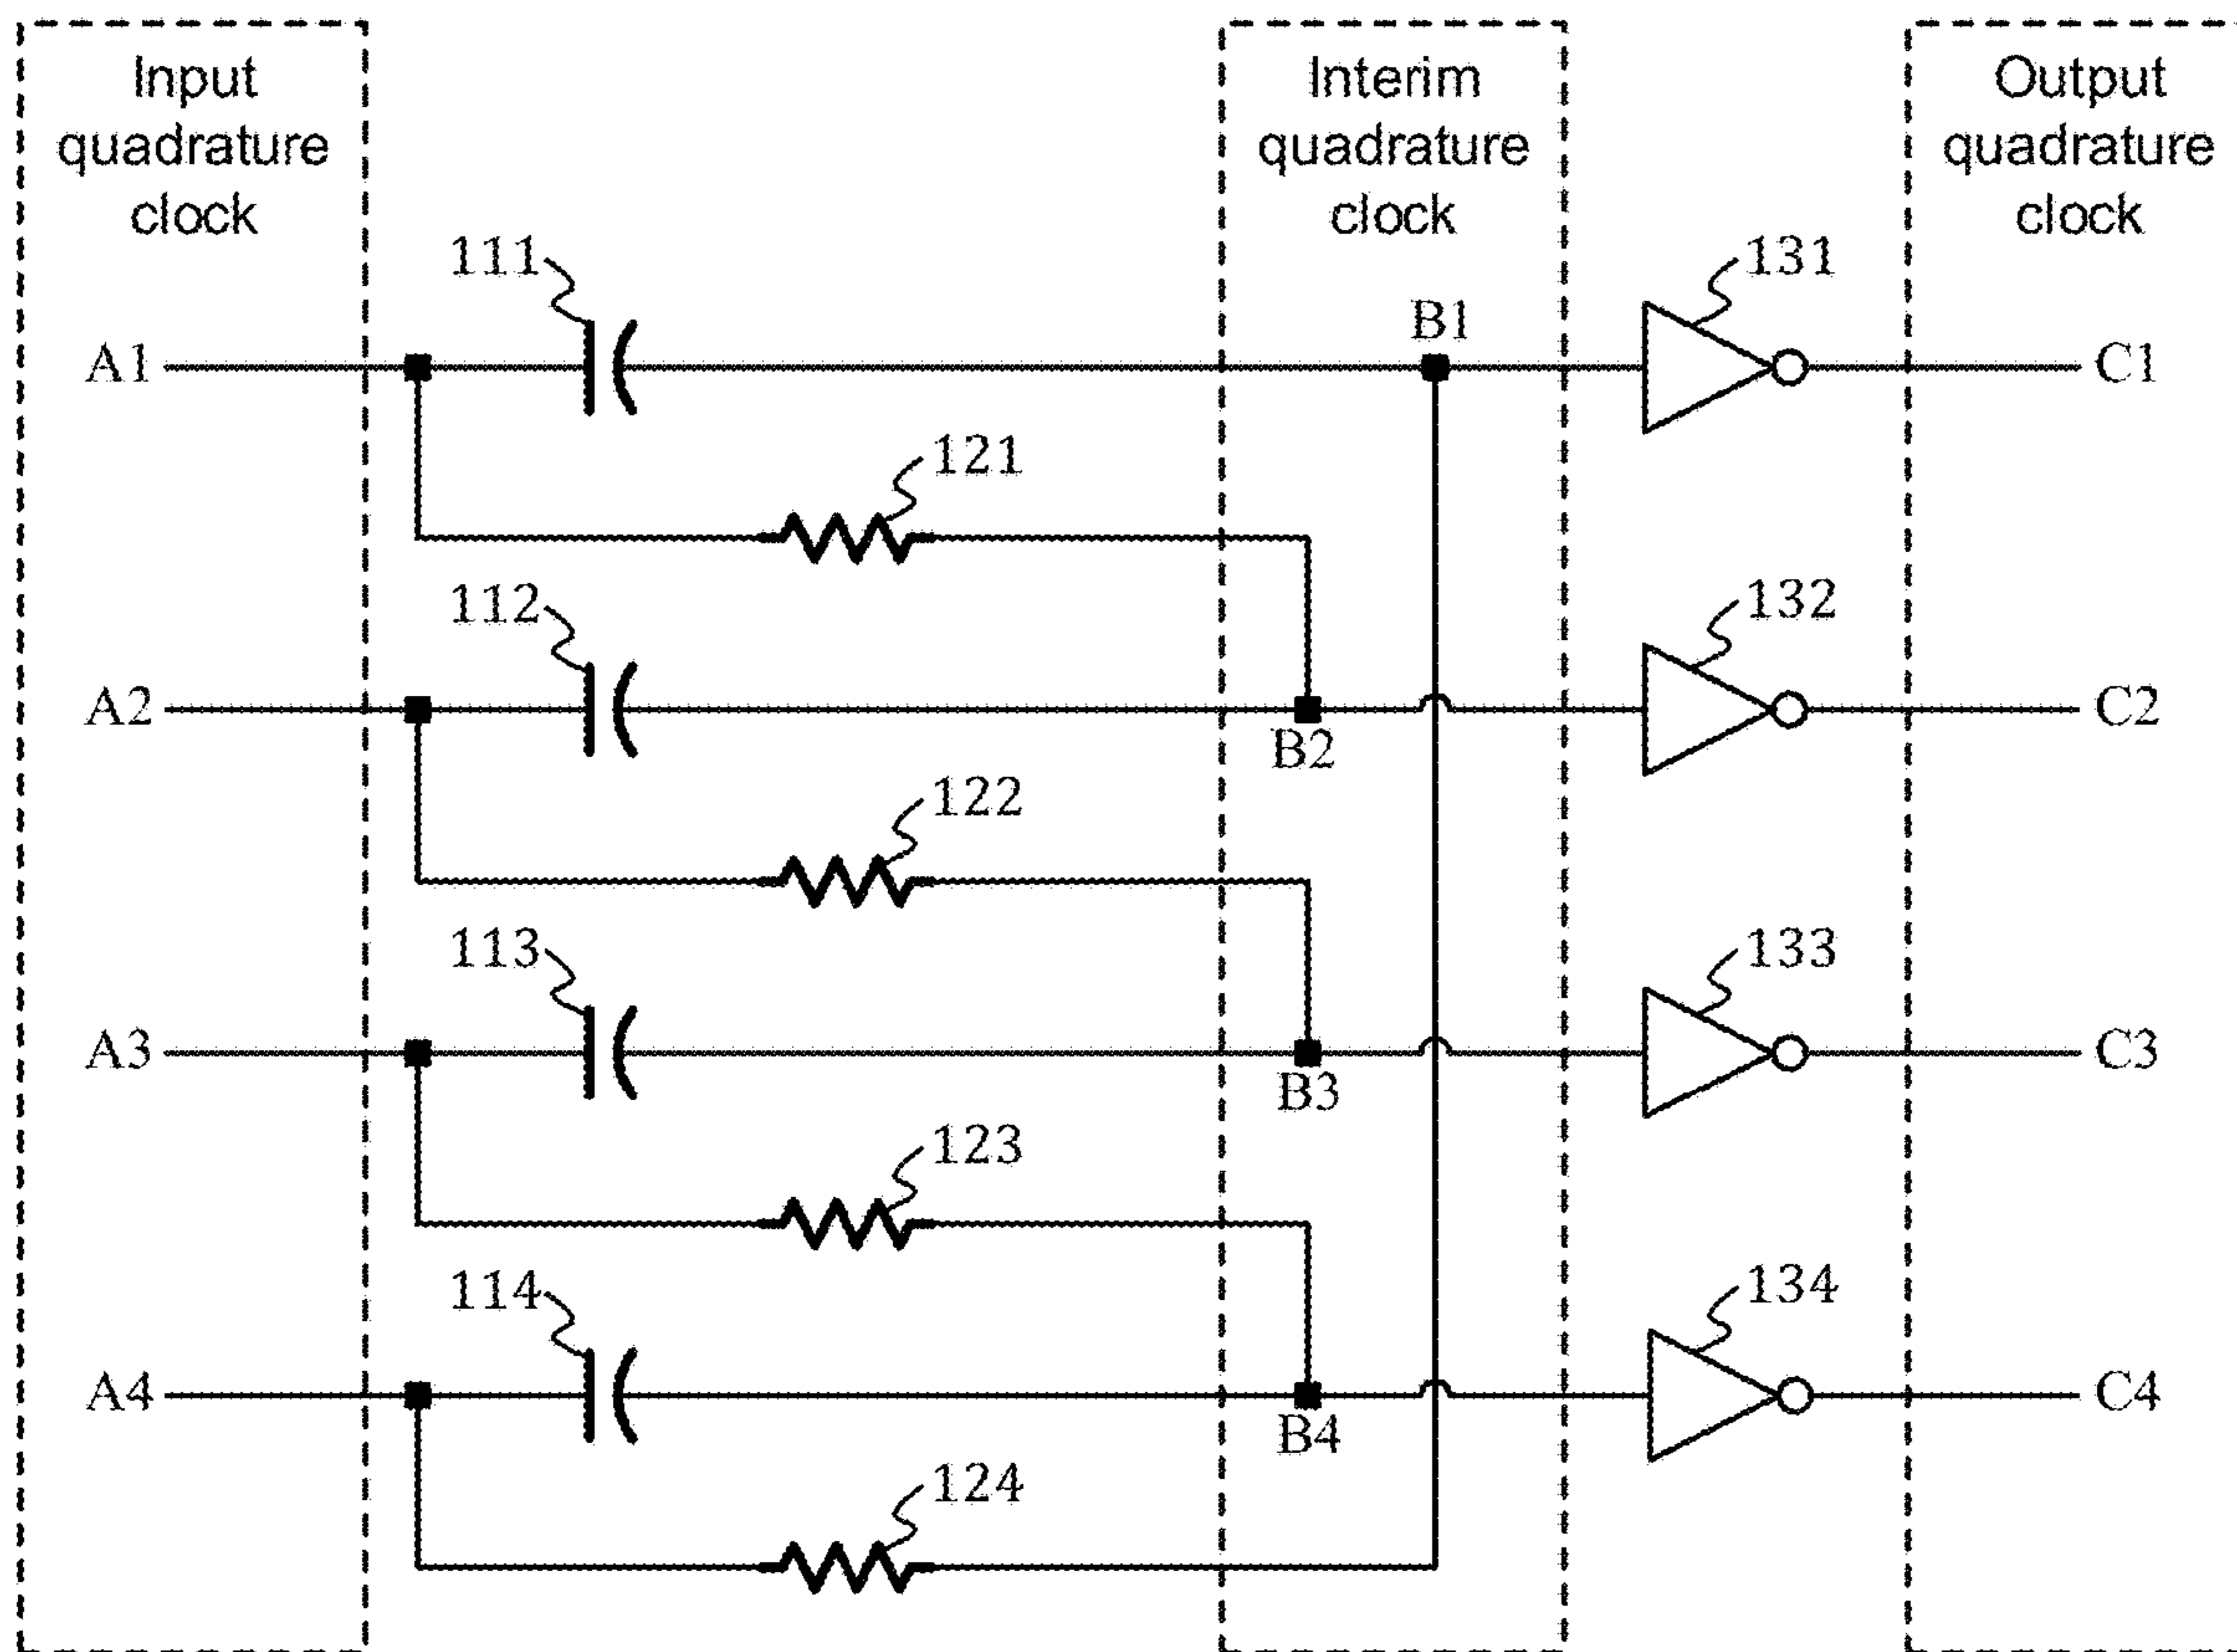 Input
quadrature
clock
Interim
quadrature
clock
Output
quadrature
clock
111
131
B1
A1
C1
121
112
132
A2
C2
B2
122
113
133
A3
C3
B3
123
114
134
A4
C4
B4
124